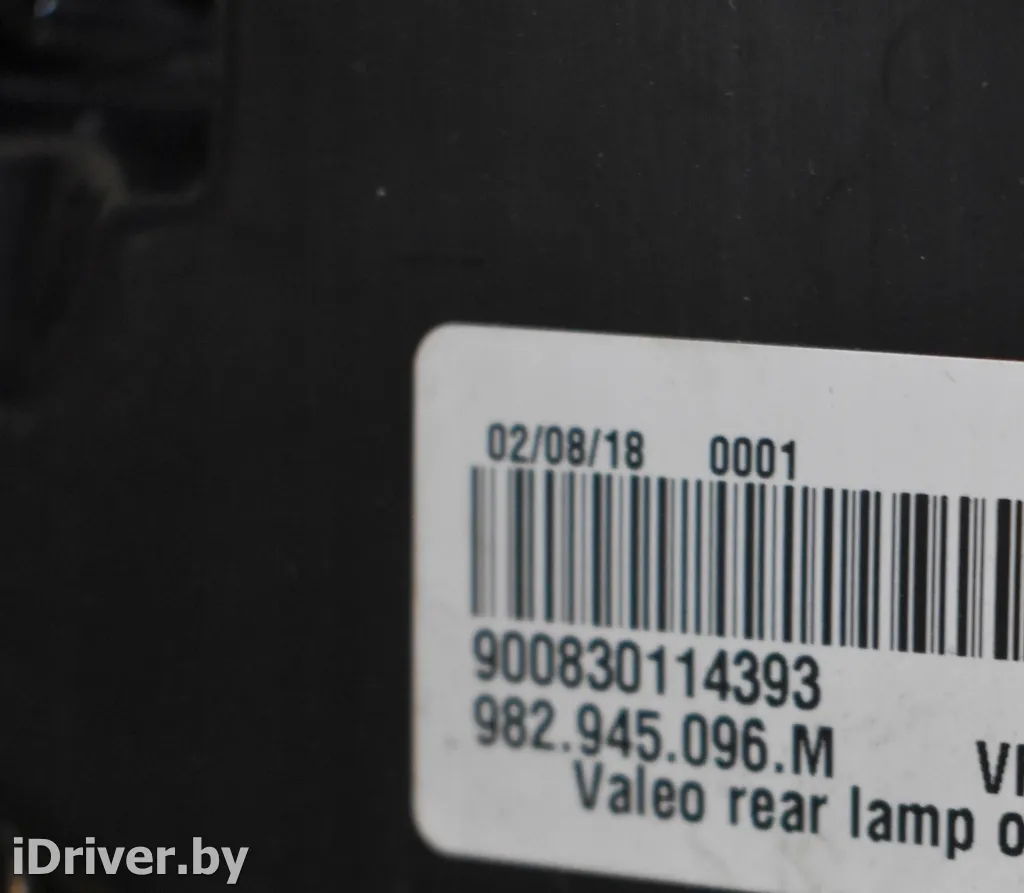 02/08/18 0001
900830114393
982.945.096.M
Valeo rear lamp
iDriver.by